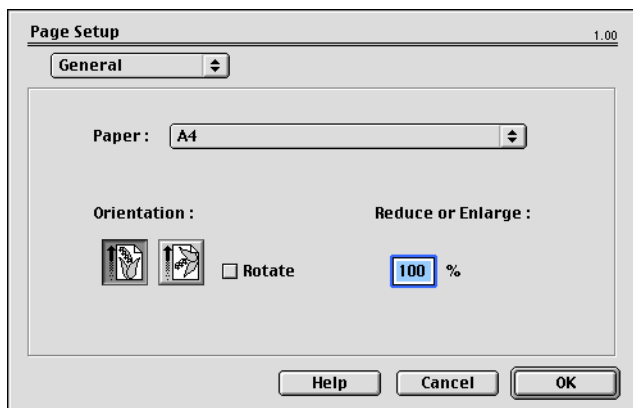 Page Setup 1.00
General
Paper : A4
Orientation : Reduce or Enlarge :
Rotate 100 %
Help Cancel OK